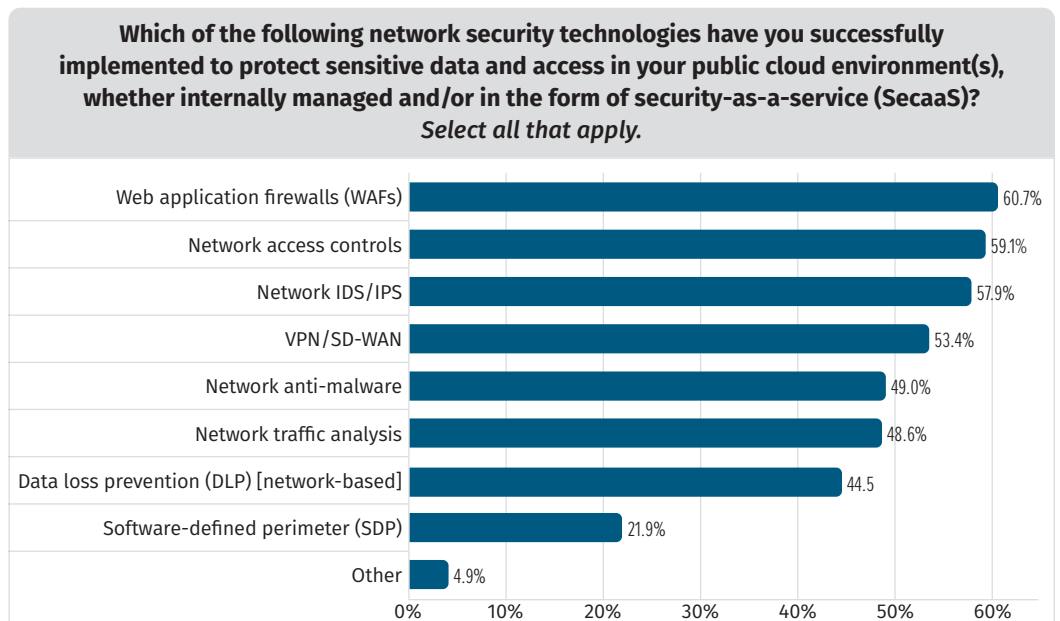 Which of the following network security technologies have you successfully
implemented to protect sensitive data and access in your public cloud environment(s),
whether internally managed and/or in the form of security-as-a-service (SecaaS)?
Select all that apply.
Web application firewalls (WAFs) 60.7%
Network access controls 59.1%
Network IDS/IPS 57.9%
VPN/SD-WAN 53.4%
Network anti-malware 49.0%
Network traffic analysis 48.6%
Data loss prevention (DLP) [network-based] 44.5
Software-defined perimeter (SDP) 21.9%
Other 4.9%
0% 10% 20% 30% 40% 50% 60%